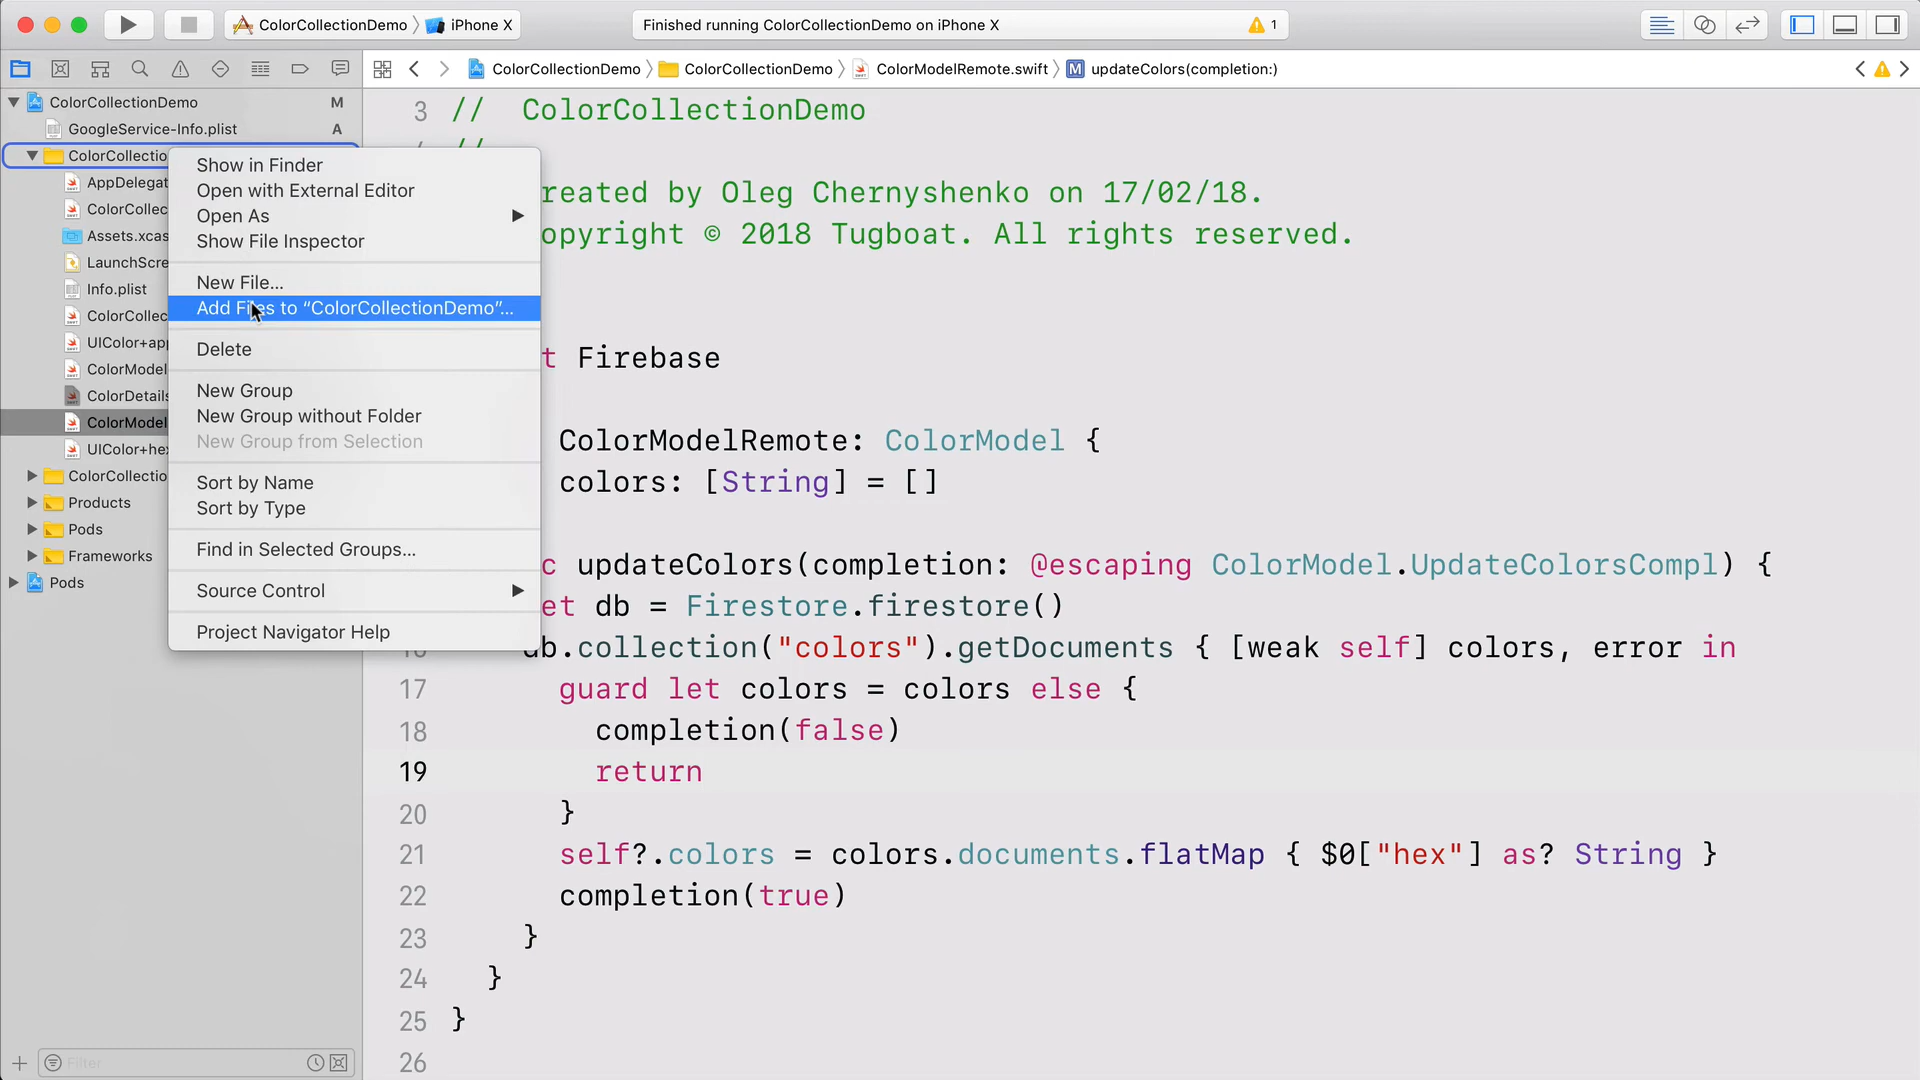 ColorCollectionDemo
iPhone X
Finished running ColorCollectionDemo on iPhone X
1
ColorCollectionDemo
ColorCollectionDemo
ColorModelRemote.swift
M
updateColors(completion:)
ColorCollectionDemo M
GoogleService-Info.plist A
ColorCollectio
AppDelegat
ColorCollec
Assets.xcas
LaunchScre
Info.plist
ColorCollec
UIColor+app
ColorModel
ColorDetails
ColorModel
UIColor+hex
ColorCollectio
Products
Pods
Frameworks
Pods
Filter
Show in Finder
Open with External Editor
Open As
Show File Inspector
New File...
Add Files to “ColorCollectionDemo”...
Delete
New Group
New Group without Folder
New Group from Selection
Sort by Name
Sort by Type
Find in Selected Groups...
Source Control
Project Navigator Help
3 // ColorCollectionDemo
//
reated by Oleg Chernyshenko on 17/02/18.
opyright © 2018 Tugboat. All rights reserved.
t Firebase
ColorModelRemote: ColorModel {
colors: [String] = []
c updateColors(completion: @escaping ColorModel.UpdateColorsCompl) {
et db = Firestore.firestore()
db.collection("colors").getDocuments { [weak self] colors, error in
17 guard let colors = colors else {
18 completion(false)
19 return
20 }
21 self?.colors = colors.documents.flatMap { $0["hex"] as? String }
22 completion(true)
23 }
24 }
25 }
26